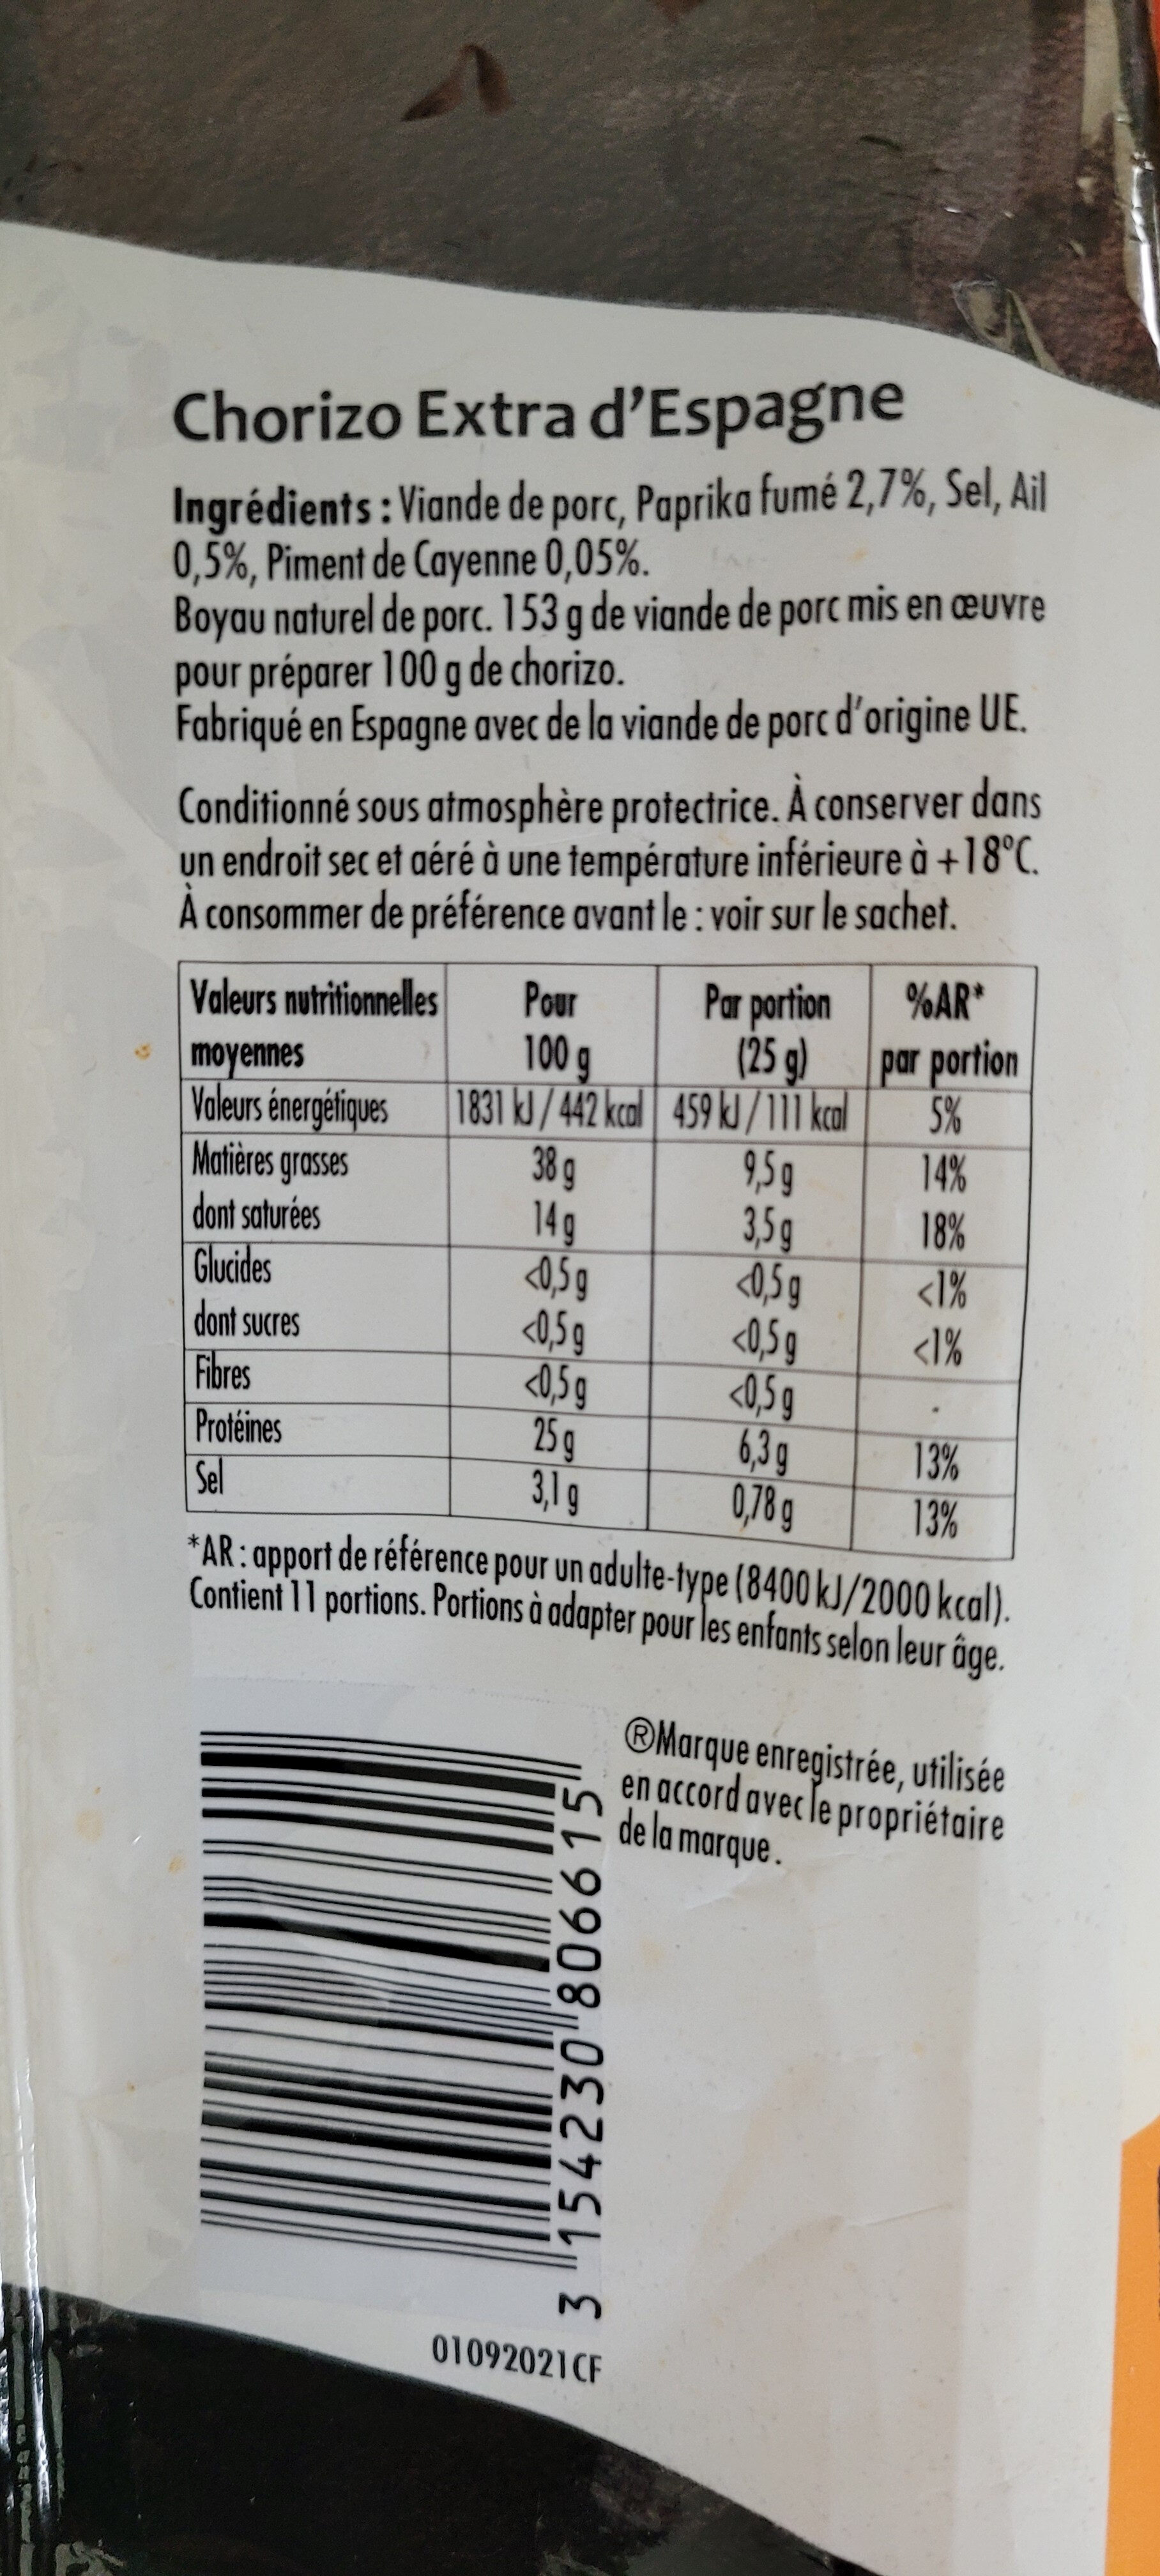 Chorizo Extra d'Espagne
Ingrédients : Viande de porc, Paprika fumé 2,7%, Sel, Ail
0,5%, Piment de Cayenne 0,05%.
Boyau naturel de porc. 153 g de viande de porc mis en œuvre
pour préparer 100 g de chorizo.
Fabriqué en Espagne avec de la viande de porc d'origine UE.
Conditionné sous atmosphère protectrice. À conserver dans
un endroit sec et aéré à une température inférieure à +18°C.
À consommer de préférence avant le : voir sur le sachet.
Valeurs nutritionnelles Pour Par portion %AR*
moyennes 100 g (25 g) par portion
Valeurs énergétiques 1831 kJ / 442 kcal 459 kJ / 111 kcal 5%
Matières grasses 38 g 9,5 g 14%
dont saturées 14 g 3,5 g 18%
Glucides <0,5 g <0,5 g <1%
dont sucres <0,5 g <0,5 g <1%
Fibres <0,5 g <0,5 g -
Protéines 25 g 6,3 g 13%
Sel 3,1 g 0,78 g 13%
*AR : apport de référence pour un adulte-type (8400 kJ/2000 kcal).
Contient 11 portions. Portions à adapter pour les enfants selon leur âge.
®Marque enregistrée, utilisée
en accord avec le propriétaire
de la marque.
3 154230 806615
01092021CF